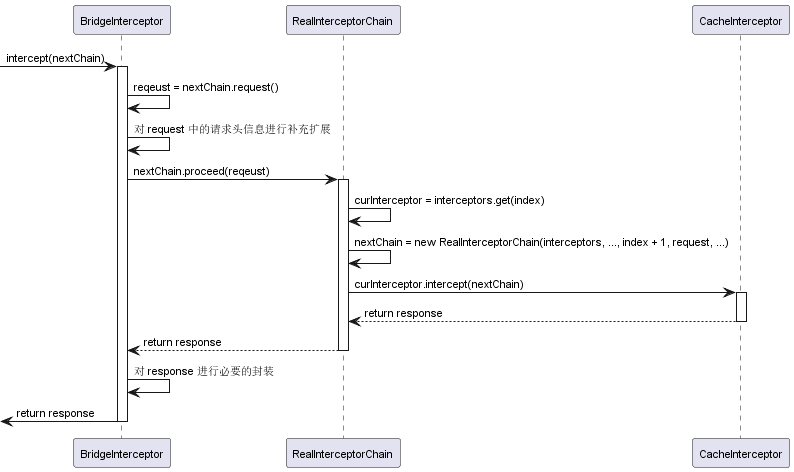 BridgeInterceptor
RealInterceptorChain
CacheInterceptor
intercept(nextChain)
reqeust = nextChain.request()
对 request 中的请求头信息进行补充扩展
nextChain.proceed(reqeust)
curInterceptor = interceptors.get(index)
nextChain = new RealInterceptorChain(interceptors, ..., index + 1, request, ...)
curInterceptor.intercept(nextChain)
return response
return response
对 response 进行必要的封装
return response
BridgeInterceptor
RealInterceptorChain
CacheInterceptor